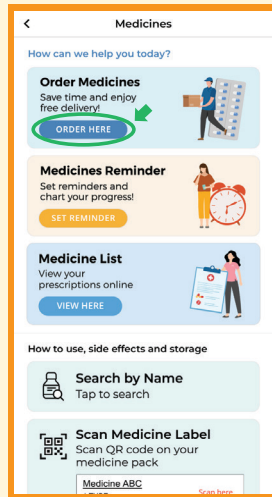 Medicines
How can we help you today?
Order Medicines
Save time and enjoy
free delivery!
ORDER HERE
Medicines Reminder
Set reminders and
chart your progress!
SET REMINDER
Medicine List
View your
prescriptions online
VIEW HERE
How to use, side effects and storage
Search by Name
Tap to search
Scan Medicine Label
Scan QR code on your
medicine pack
Medicine ABC
Scan here